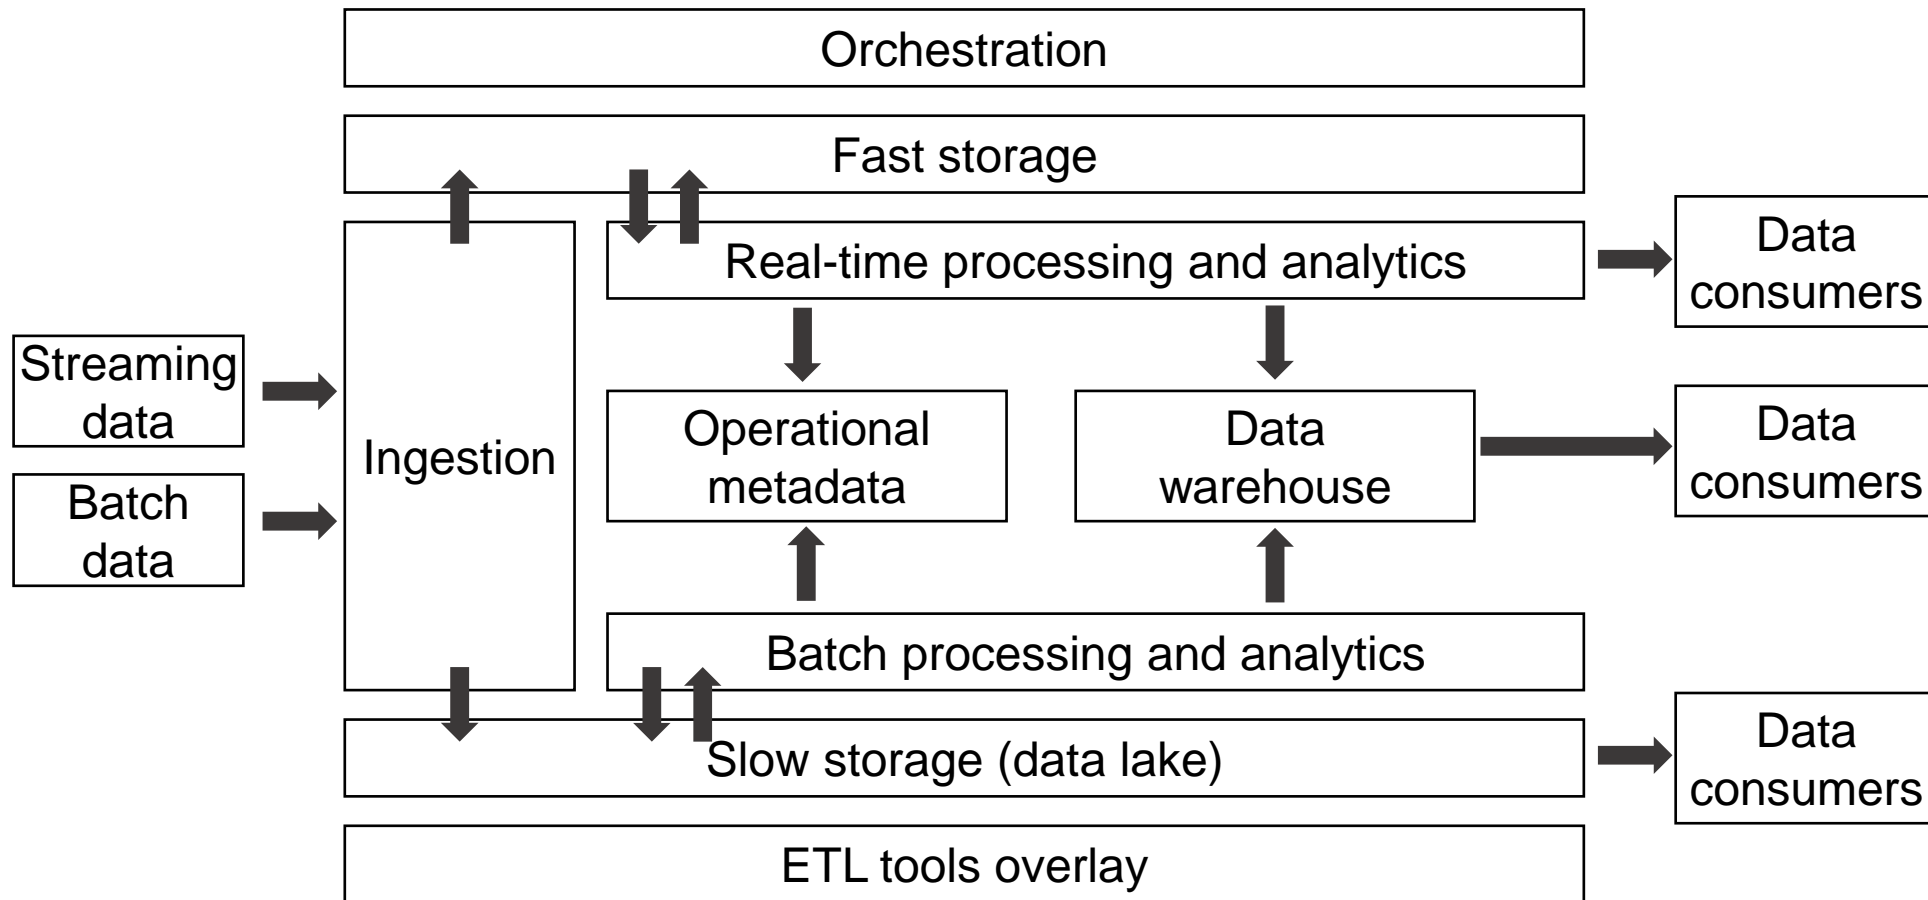 Orchestration
Fast storage
Real-time processing and analytics
Data
consumers
Streaming
data
Batch
data
Ingestion
Operational
metadata
Data
warehouse
Data
consumers
Batch processing and analytics
Slow storage (data lake)
Data
consumers
ETL tools overlay